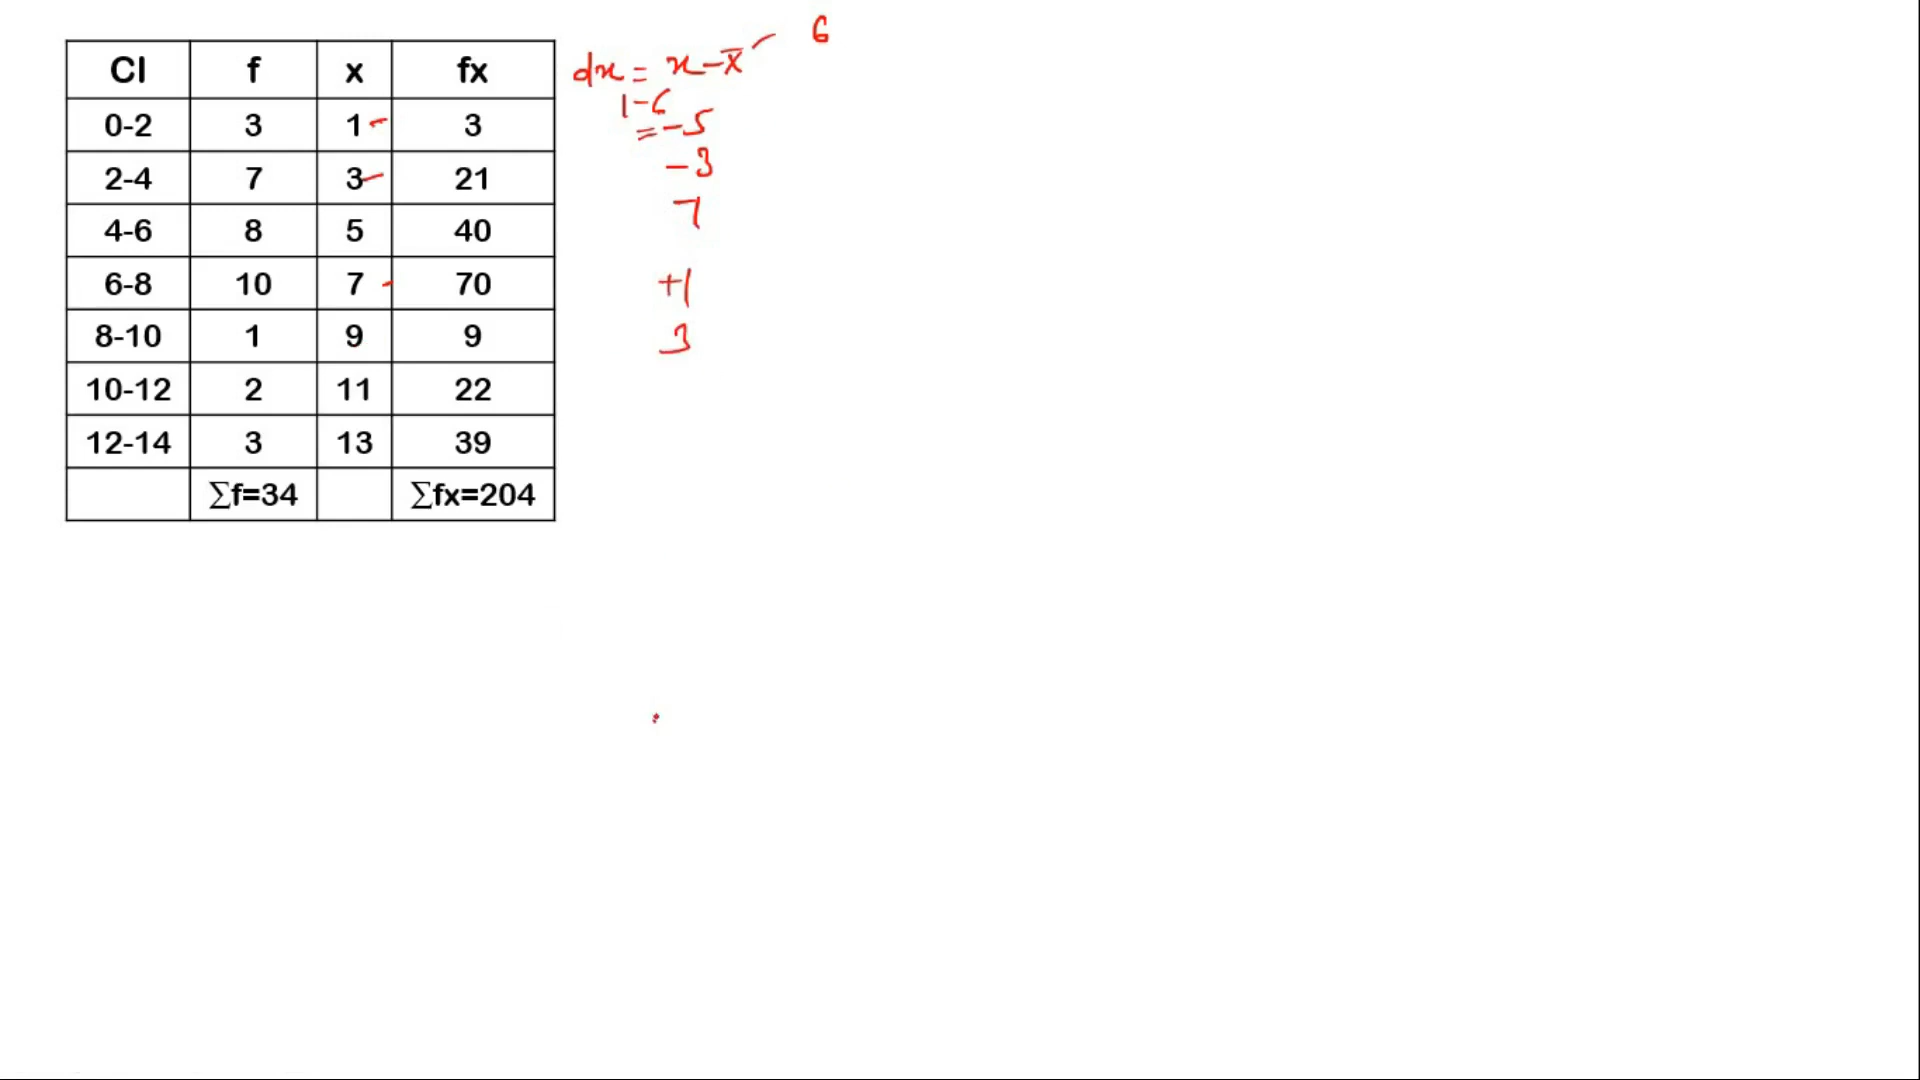 6
CI f x fx dx = x-x̄
1-6
0-2 3 1 3 =-5
2-4 7 3 21 -3
4-6 8 5 40 7
6-8 10 7 70 +1
8-10 1 9 9 3
10-12 2 11 22
12-14 3 13 39
∑f=34 ∑fx=204